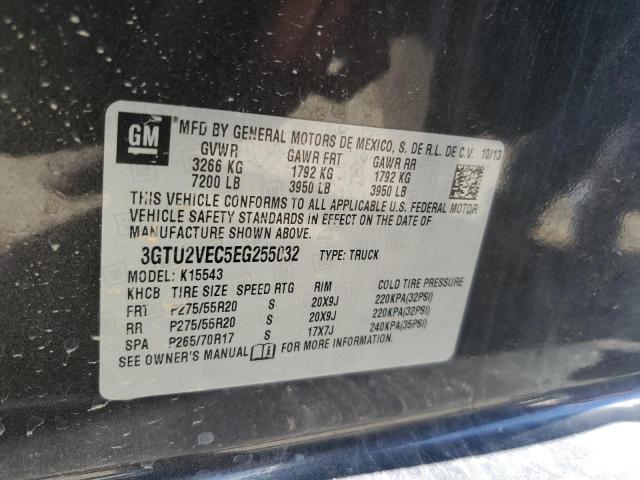 GM
®MFD BY GENERAL MOTORS DE MEXICO, S. DE R.L. DE C.V. 10/13
GVWR GAWR FRT GAWR RR
3266 KG 1792 KG 1792 KG
7200 LB 3950 LB 3950 LB
THIS VEHICLE CONFORMS TO ALL APPLICABLE U.S. FEDERAL MOTOR
VEHICLE SAFETY STANDARDS IN EFFECT ON THE DATE OF
MANUFACTURE SHOWN ABOVE.
3GTU2VEC5EG255032 TYPE: TRUCK
MODEL: K15543
KHCB TIRE SIZE SPEED RTG RIM COLD TIRE PRESSURE
FRT P275/55R20 S 20X9J 220KPA(32PSI)
RR P275/55R20 S 20X9J 220KPA(32PSI)
SPA P265/70R17 S 17X7J 240KPA(35PSI)
SEE OWNER'S MANUAL FOR MORE INFORMATION.